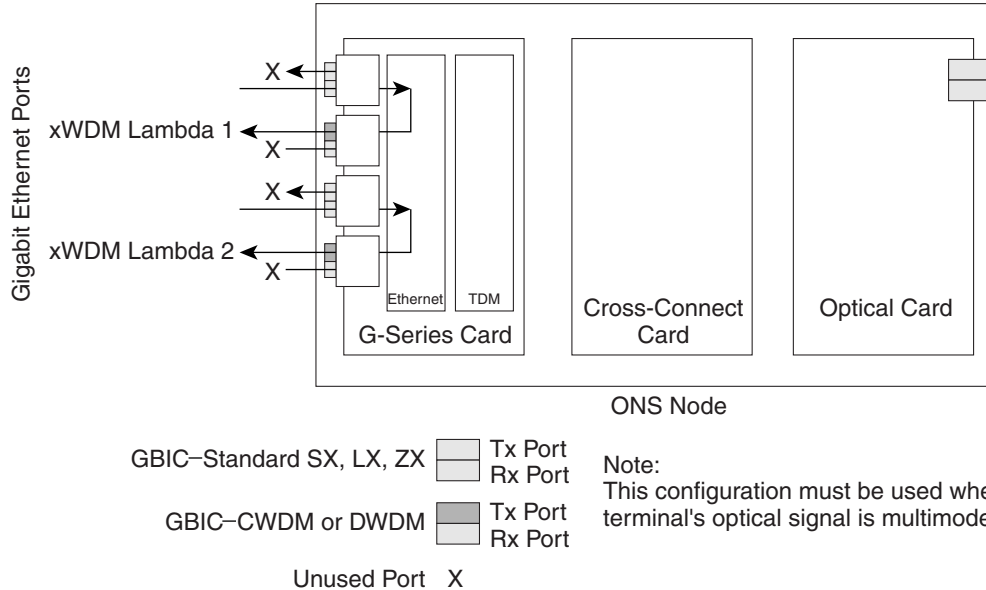 Gigabit Ethernet Ports
X
xWDM Lambda 1
X
X
xWDM Lambda 2
X
Ethernet
TDM
G-Series Card
Cross-Connect
Card
Optical Card
ONS Node
GBIC–Standard SX, LX, ZX
Tx Port
Rx Port
GBIC–CWDM or DWDM
Tx Port
Rx Port
Unused Port X
Note:
This configuration must be used whe
terminal's optical signal is multimode